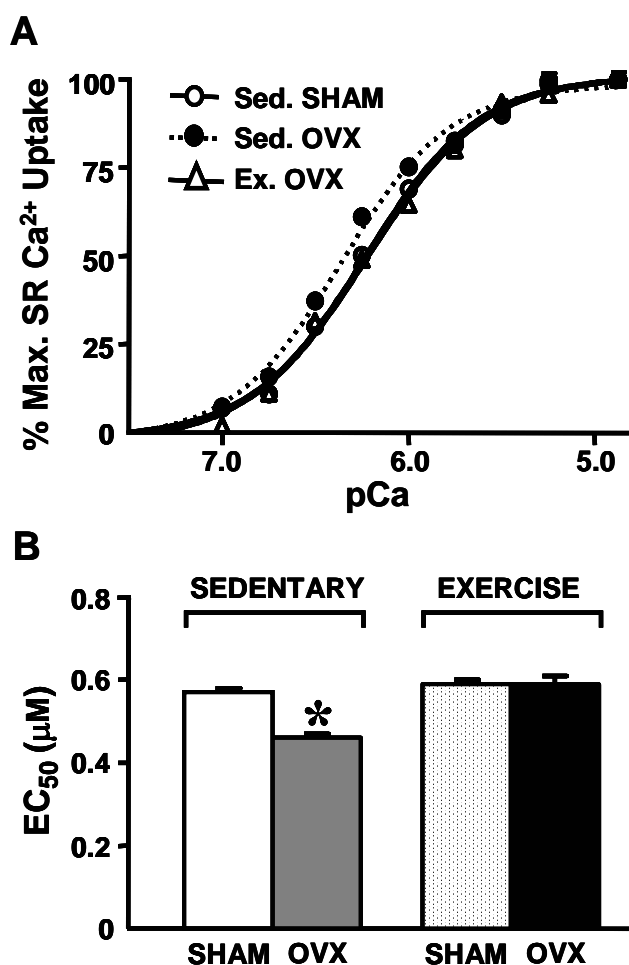 A
% Max. SR Ca²⁺ Uptake
100
75
50
25
0
Sed. SHAM
Sed. OVX
Ex. OVX
7.0 6.0 5.0
pCa
B
SEDENTARY EXERCISE
EC₅₀ (μM)
0.8
0.6
0.4
0.2
0
*
SHAM OVX SHAM OVX